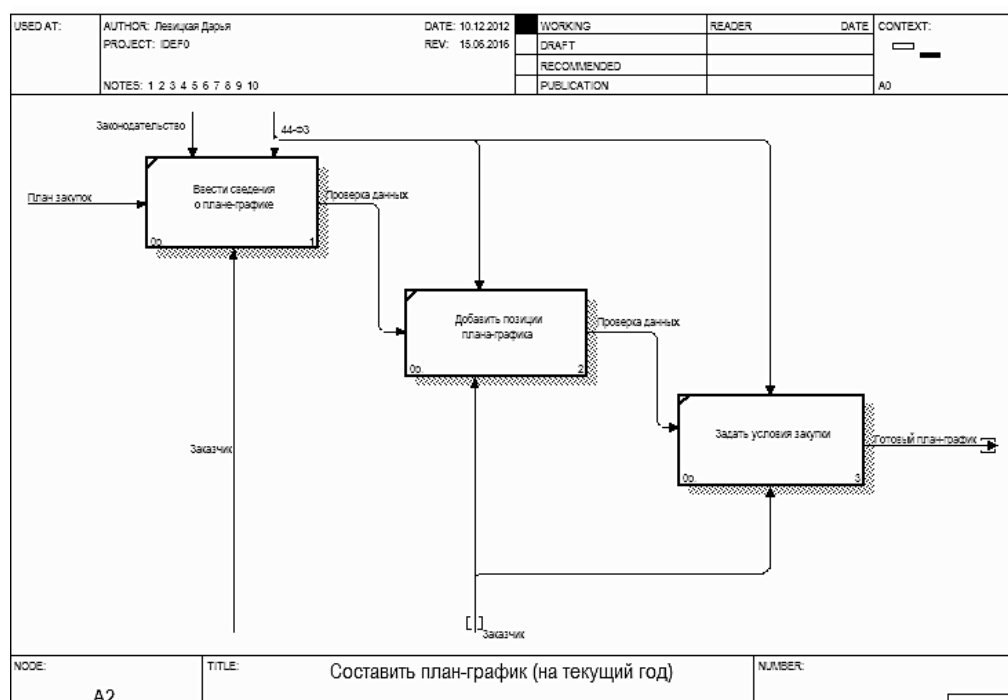 USED AT:
AUTHOR: Левицкая Дарья
DATE: 10.12.2012
WORKING
READER
DATE
CONTEXT:
PROJECT: IDEF0
REV: 15.06.2016
DRAFT
RECOMMENDED
NOTES: 1 2 3 4 5 6 7 8 9 10
PUBLICATION
A0
Законодательство
44-ФЗ
План закупок
Ввести сведения
о плане-графике
0р.
1
Проверка данных
Добавить позиции
плана-графика
0р.
2
Проверка данных
Задать условия закупки
0р.
3
Готовый план-график
Заказчик
Заказчик
NODE:
A2
TITLE:
Составить план-график (на текущий год)
NUMBER: